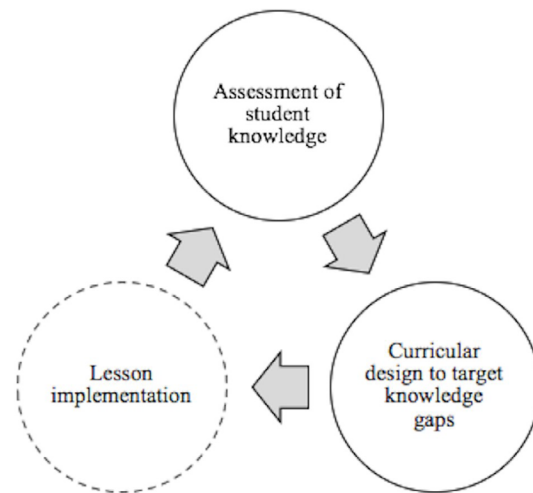 Assessment of
student
knowledge
Curricular
design to target
knowledge
gaps
Lesson
implementation